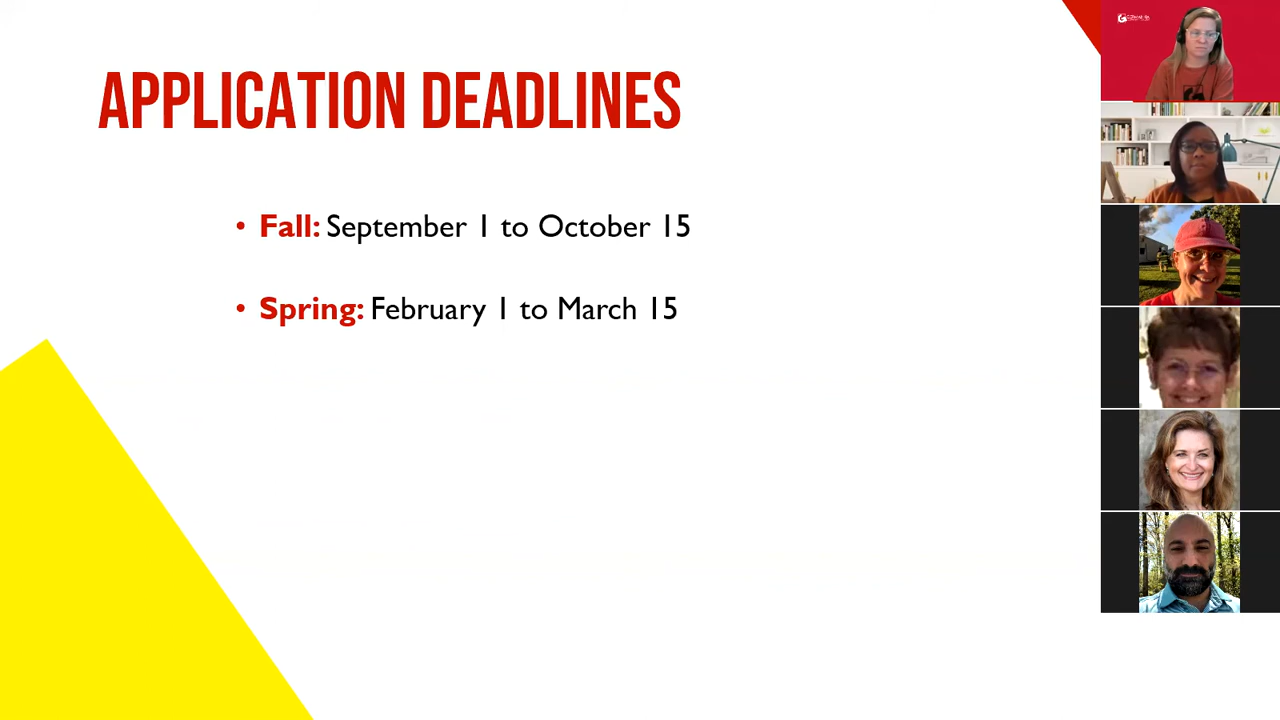 APPLICATION DEADLINES
• Fall: September 1 to October 15
• Spring: February 1 to March 15